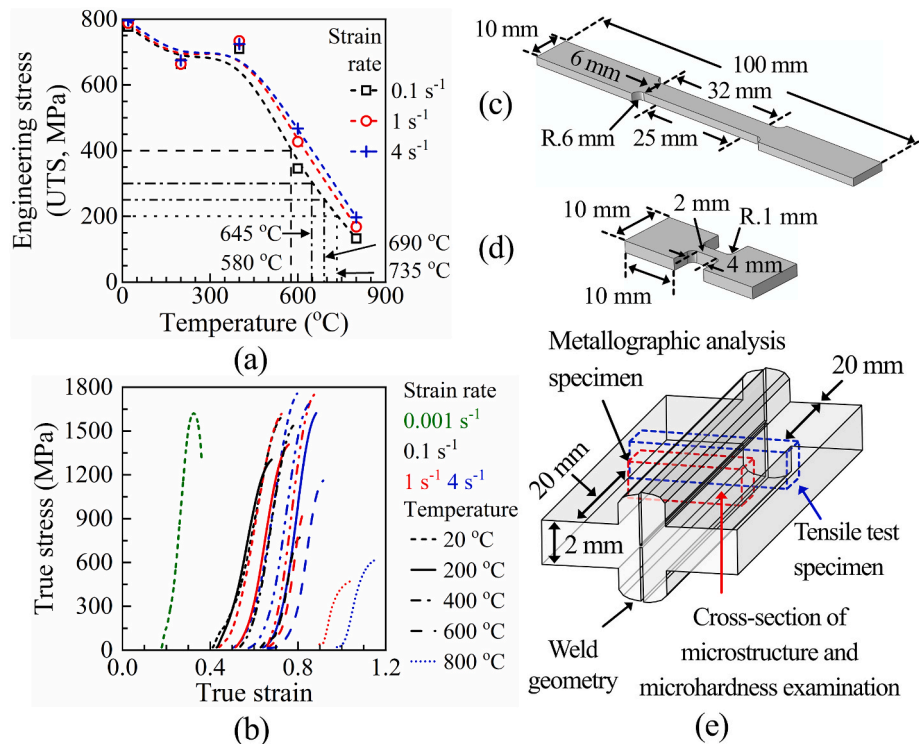 800
600
400
200
0
Engineering stress
(UTS, MPa)
Strain
rate
0.1 s⁻¹
1 s⁻¹
4 s⁻¹
645 °C
580 °C
690 °C
735 °C
0 300 600 900
Temperature (°C)
(a)
1800
1500
1200
900
600
300
0
True stress (MPa)
0.0 0.4 0.8 1.2
True strain
(b)
Strain rate
0.001 s⁻¹
0.1 s⁻¹
1 s⁻¹ 4 s⁻¹
Temperature
20 °C
200 °C
400 °C
600 °C
800 °C
10 mm
100 mm
6 mm
32 mm
(c)
R.6 mm
25 mm
2 mm
10 mm
R.1 mm
(d)
4 mm
10 mm
Metallographic analysis
specimen
20 mm
20 mm
2 mm
Tensile test
specimen
Weld
geometry
Cross-section of
microstructure and
microhardness examination
(e)